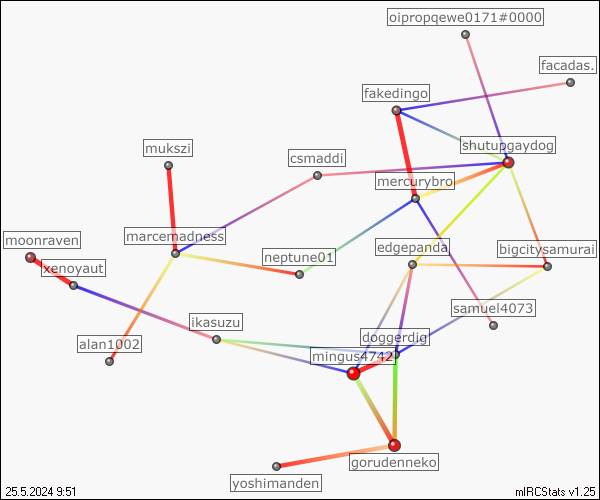 oipropqewe0171#0000
facadas.
fakedingo
shutupgaydog
mukszi
csmaddi
mercurybro
moonraven
marcemadness
edgepanda
bigcitysamurai
xenoyaut
neptune01
samuel4073
ikasuzu
doggerdig
alan1002
mingus4742
gorudenneko
yoshimanden
25.5.2024 9:51
mIRCStats v1.25